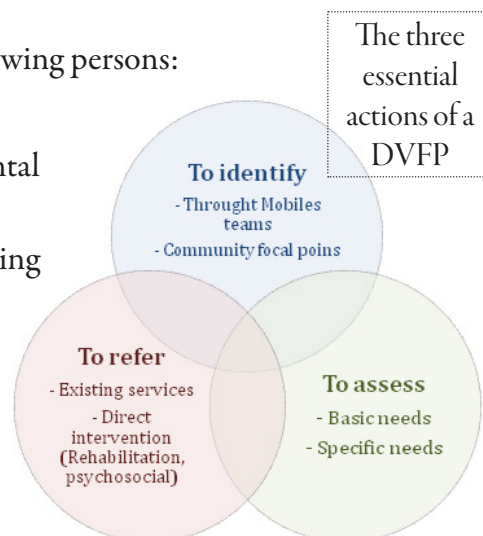 wing persons:
ntal
ing
The three
essential
actions of a
DVFP
To identify
- Throught Mobiles
teams
- Community focal poins
To refer
- Existing services
- Direct
intervention
(Rehabilitation,
psychosocial)
To assess
- Basic needs
- Specific needs